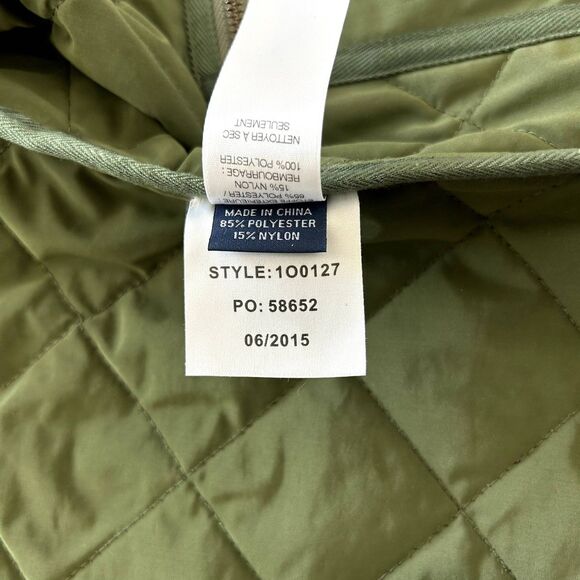 NETTOYER A SEC
SEULEMENT
REMBOURRAGE:
100% POLYESTER
15% NYLON
MADE IN CHINA
85% POLYESTER
15% NYLON
STYLE:1O0127
PO: 58652
06/2015